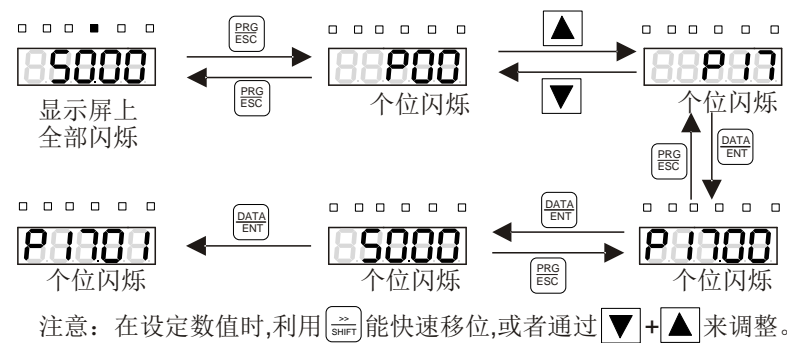 50.00
PRG
ESC
PRG
ESC
P00
▲
▼
P17
显示屏上
全部闪烁
个位闪烁
个位闪烁
PRG
ESC
DATA
ENT
P17.01
DATA
ENT
50.00
DATA
ENT
PRG
ESC
P17.00
个位闪烁
个位闪烁
个位闪烁
注意：在设定数值时,利用 >> SHIFT 能快速移位,或者通过▼+▲来调整。